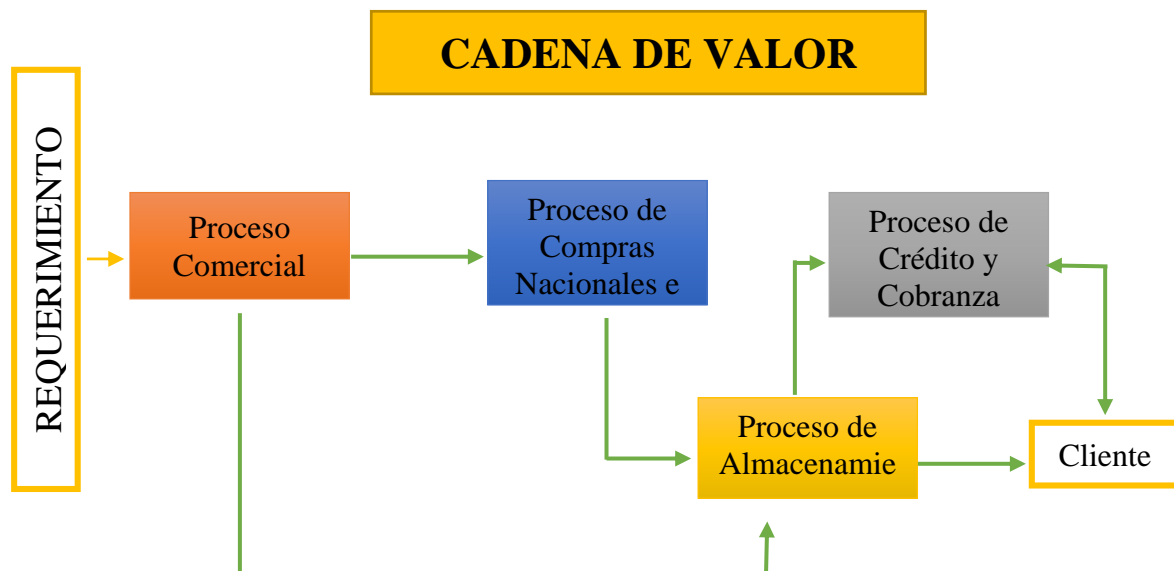 CADENA DE VALOR
REQUERIMIENTO
Proceso
Comercial
Proceso de
Compras
Nacionales e
Proceso de
Crédito y
Cobranza
Proceso de
Almacenamie
Cliente